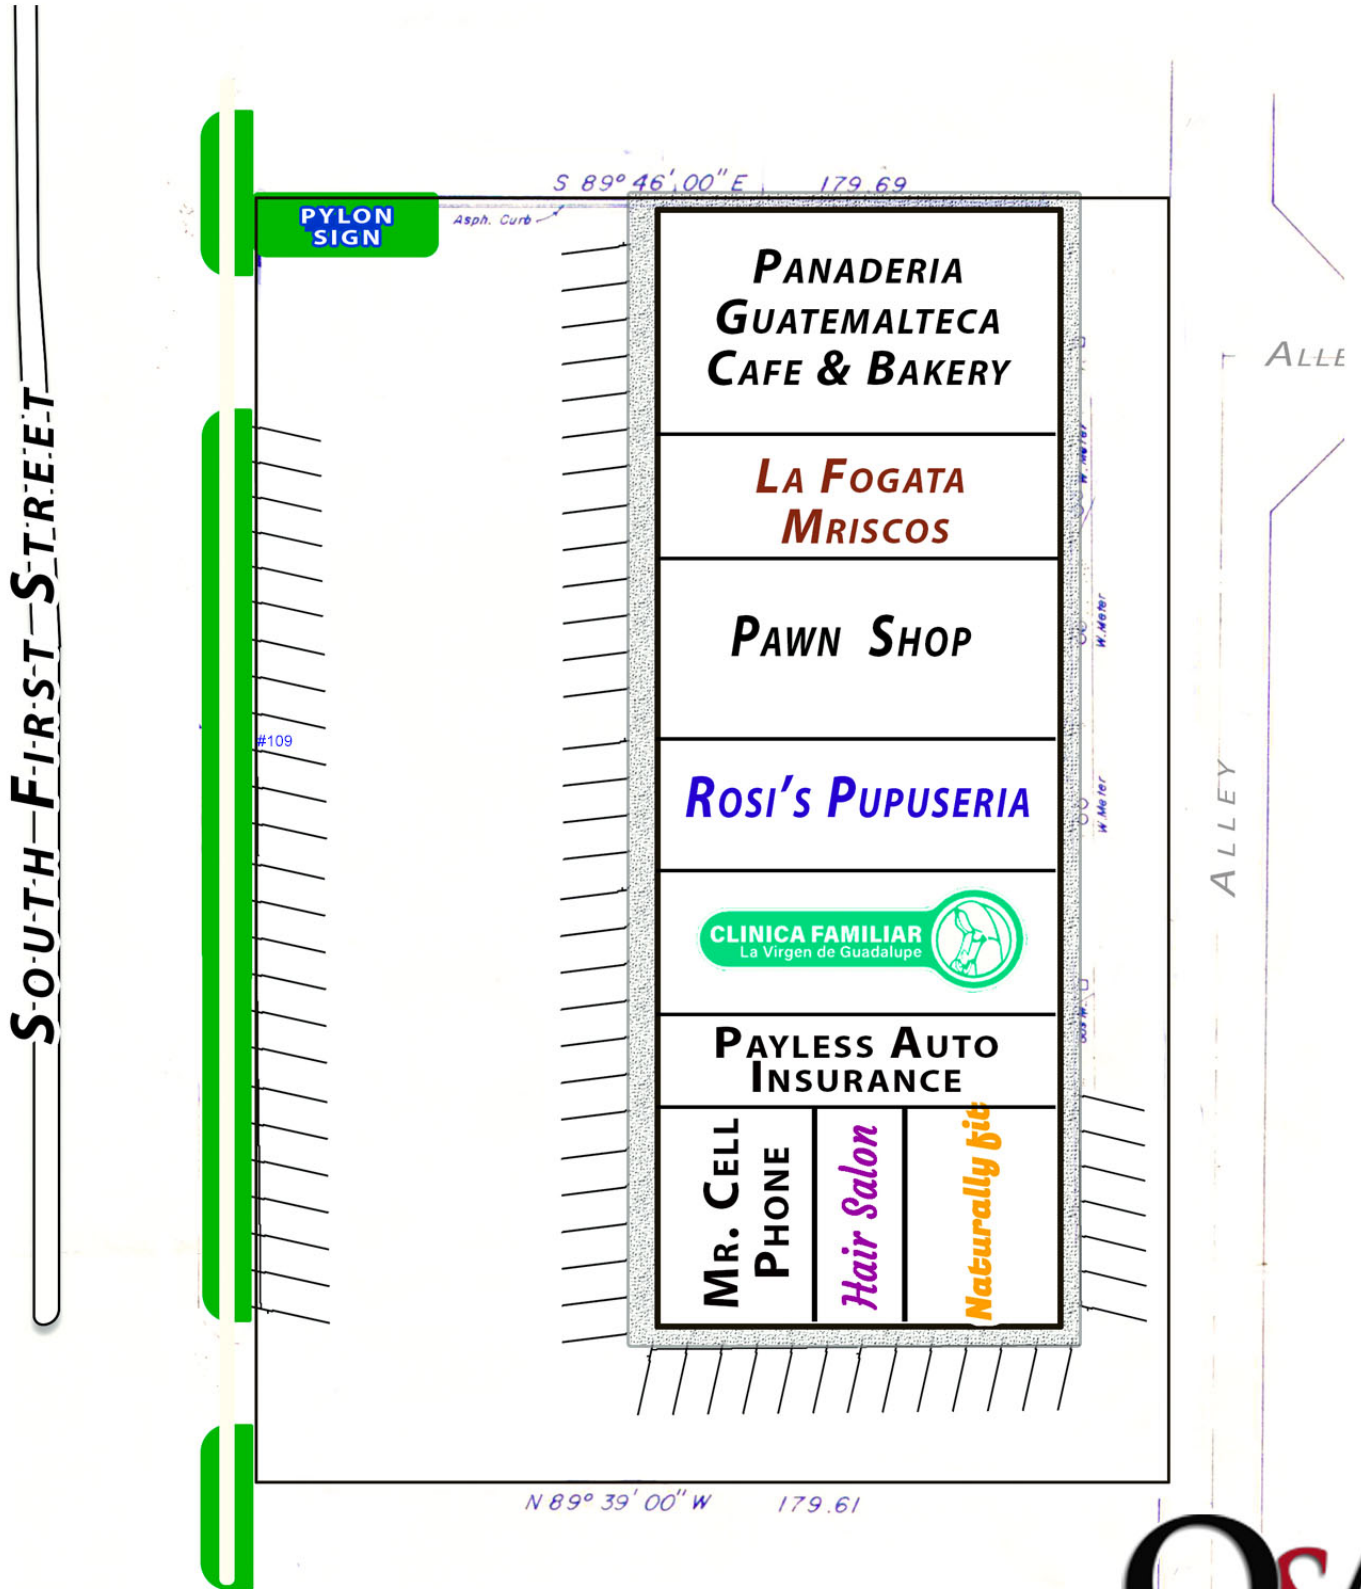 S 89° 46' 00" E 179.69
PYLON
SIGN
Asph. Curb
PANADERIA
GUATEMALTECA
CAFE & BAKERY
ALLE
LA FOGATA
MRISCOS
W. Meter
SOUTH FIRST STREET
PAWN SHOP
W. Meter
#109
ROSI'S PUPUSERIA
W. Meter
ALLEY
CLINICA FAMILIAR
La Virgen de Guadalupe
PAYLESS AUTO
INSURANCE
MR. CELL
PHONE
Hair Salon
Naturally fit
N 89° 39' 00" W 179.61